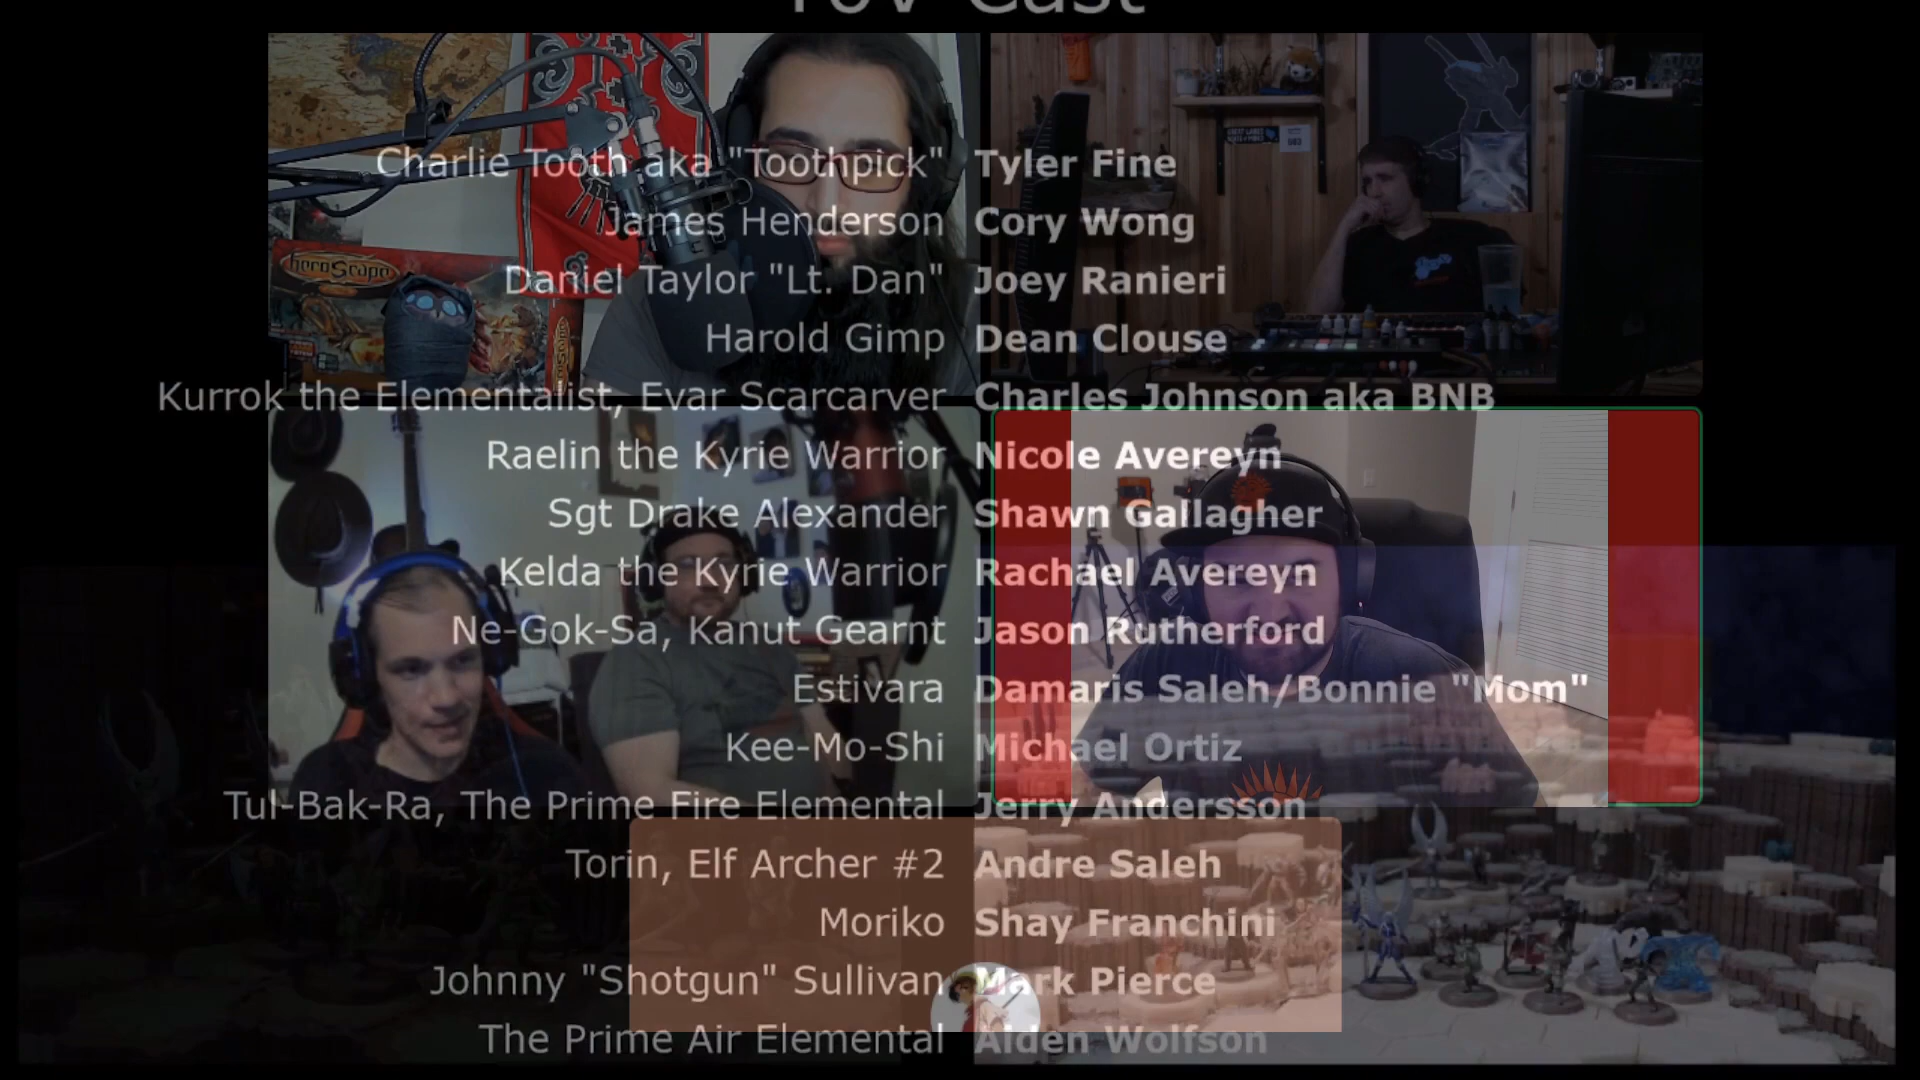 ToV Cast
Charlie Tooth aka "Toothpick" Tyler Fine
James Henderson Cory Wong
Daniel Taylor "Lt. Dan" Joey Ranieri
Harold Gimp Dean Clouse
Kurrok the Elementalist, Evar Scarcarver Charles Johnson aka BNB
Raelin the Kyrie Warrior Nicole Avereyn
Sgt Drake Alexander Shawn Gallagher
Kelda the Kyrie Warrior Rachael Avereyn
Ne-Gok-Sa, Kanut Gearnt Jason Rutherford
Estivara Damaris Saleh/Bonnie "Mom"
Kee-Mo-Shi Michael Ortiz
Tul-Bak-Ra, The Prime Fire Elemental Jerry Andersson
Torin, Elf Archer #2 Andre Saleh
Moriko Shay Franchini
Johnny "Shotgun" Sullivan Mark Pierce
The Prime Air Elemental Aiden Wolfson
heroScape
heroScape